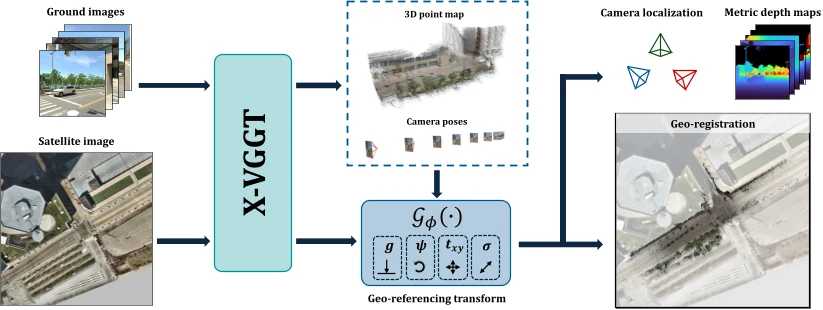 Ground images
Satellite image
X-VGGT
3D point map
Camera poses
𝒢ϕ(·)
g ψ t_xy σ
Geo-referencing transform
Camera localization
Metric depth maps
Geo-registration